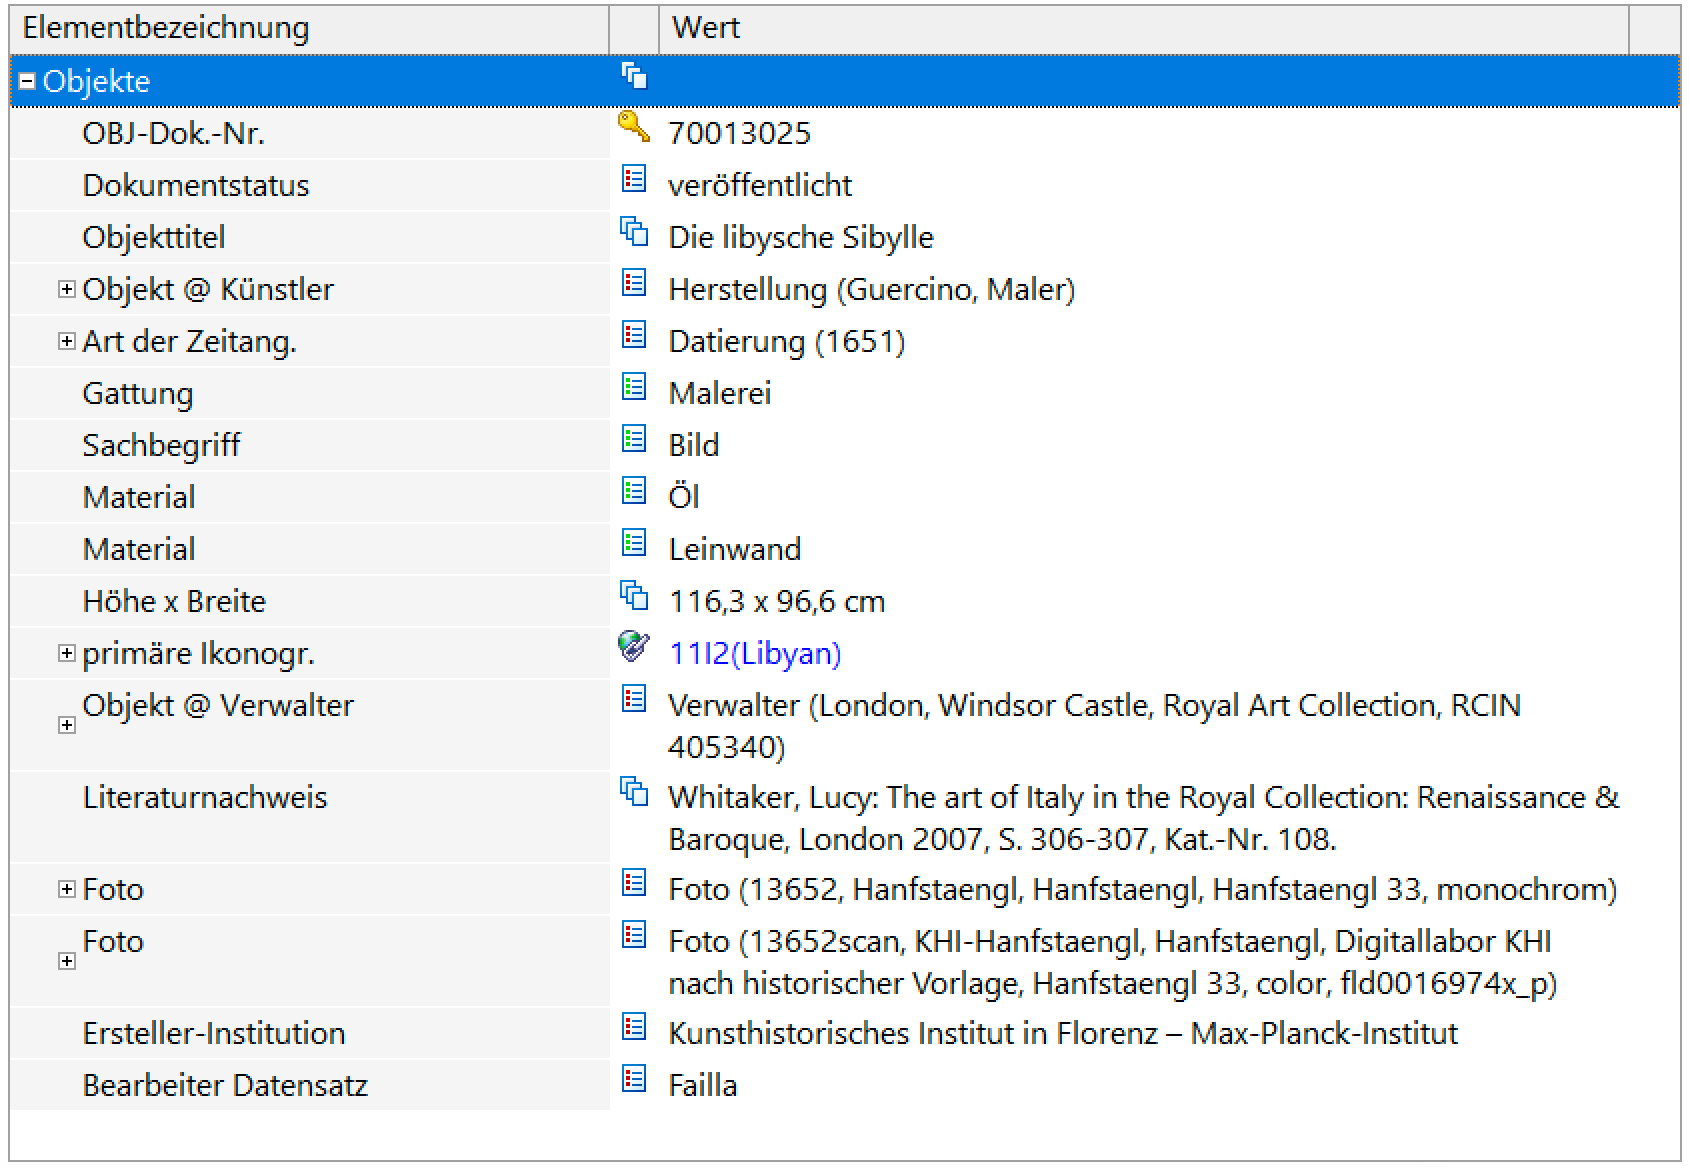 Elementbezeichnung Wert
Objekte
OBJ-Dok.-Nr. 70013025
Dokumentstatus veröffentlicht
Objekttitel Die libysche Sibylle
Objekt @ Künstler Herstellung (Guercino, Maler)
Art der Zeitang. Datierung (1651)
Gattung Malerei
Sachbegriff Bild
Material Öl
Material Leinwand
Höhe x Breite 116,3 x 96,6 cm
primäre Ikonogr. 11I2(Libyan)
Objekt @ Verwalter Verwalter (London, Windsor Castle, Royal Art Collection, RCIN
405340)
Literaturnachweis Whitaker, Lucy: The art of Italy in the Royal Collection: Renaissance &
Baroque, London 2007, S. 306-307, Kat.-Nr. 108.
Foto Foto (13652, Hanfstaengl, Hanfstaengl, Hanfstaengl 33, monochrom)
Foto Foto (13652scan, KHI-Hanfstaengl, Hanfstaengl, Digitallabor KHI
nach historischer Vorlage, Hanfstaengl 33, color, fld0016974x_p)
Ersteller-Institution Kunsthistorisches Institut in Florenz – Max-Planck-Institut
Bearbeiter Datensatz Failla